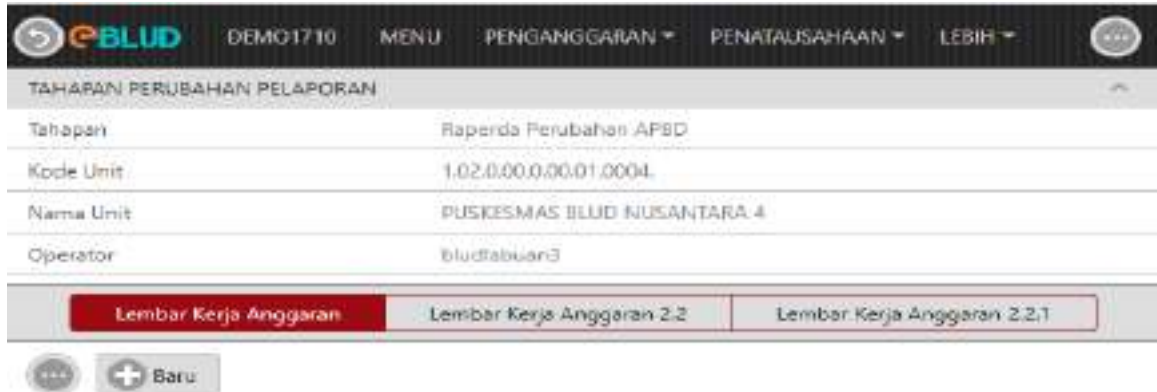 eBLUD DEMO1710 MENU PENGANGGARAN PENATAUSAHAAN LEBIH
TAHAPAN PERUBAHAN PELAPORAN
Tahapan Raperda Perubahan APBD
Kode Unit 1.02.0.00.0.00.01.0004.
Nama Unit PUSKESMAS BLUD NUSANTARA 4
Operator bludlabuan3
Lembar Kerja Anggaran Lembar Kerja Anggaran 2.2 Lembar Kerja Anggaran 2.2.1
Baru